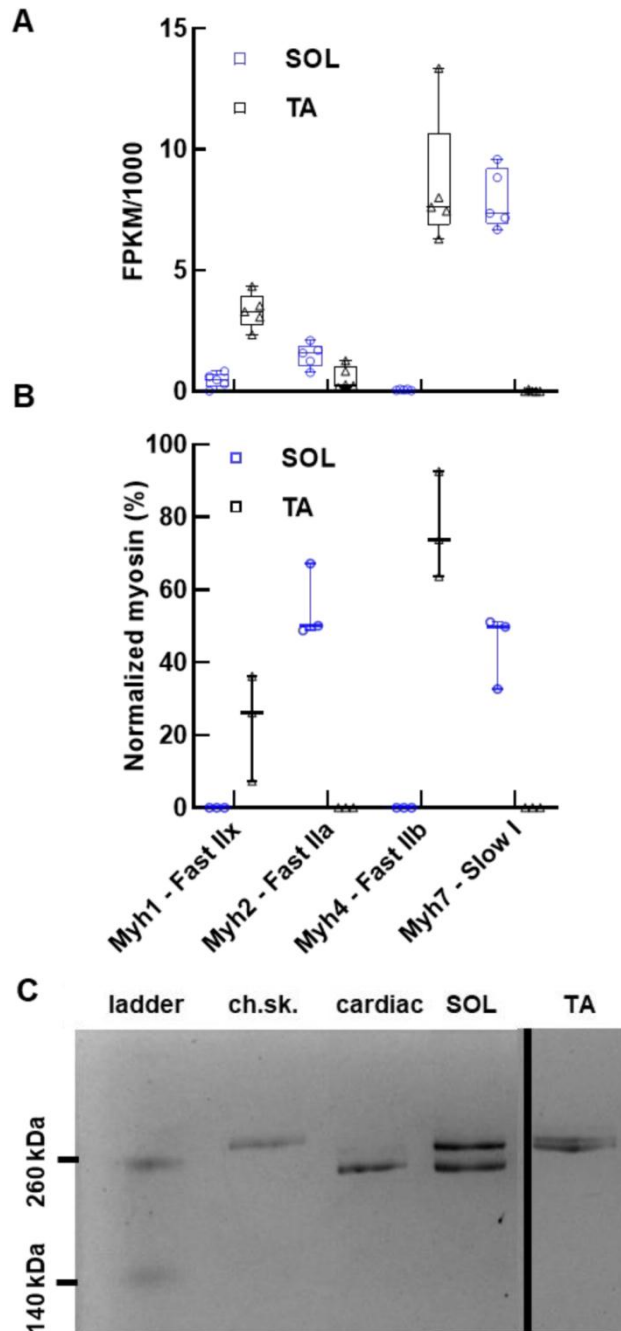 A
15
SOL
TA
10
FPKM/1000
5
0
B
100
SOL
80
TA
Normalized myosin (%)
60
40
20
0
Myh1 - Fast IIx
Myh2 - Fast IIa
Myh4 - Fast IIb
Myh7 - Slow I
C
ladder ch.sk. cardiac SOL TA
260 kDa
140 kDa